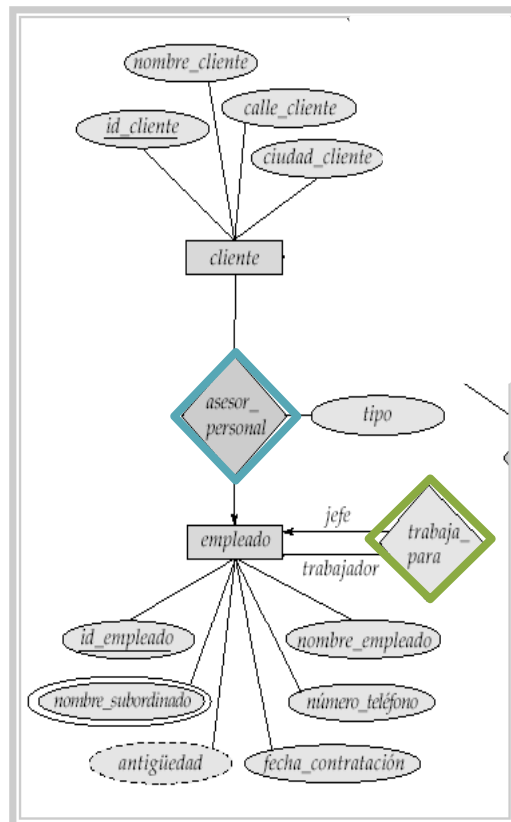 nombre_cliente
calle_cliente
id_cliente
ciudad_cliente
cliente
asesor_
personal
tipo
jefe
trabaja_
para
empleado
trabajador
id_empleado
nombre_empleado
nombre_subordinado
número_teléfono
antigüedad
fecha_contratación